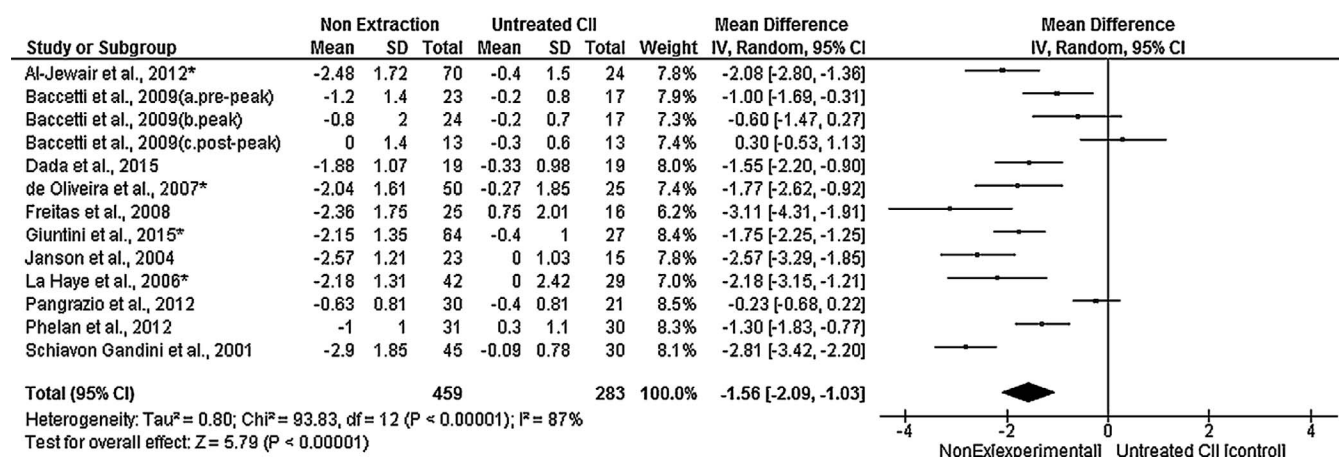 Non Extraction Untreated CII Mean Difference Mean Difference
Study or Subgroup Mean SD Total Mean SD Total Weight IV, Random, 95% CI IV, Random, 95% CI
Al-Jewair et al., 2012* -2.48 1.72 70 -0.4 1.5 24 7.8% -2.08 [-2.80, -1.36]
Baccetti et al., 2009(a.pre-peak) -1.2 1.4 23 -0.2 0.8 17 7.9% -1.00 [-1.69, -0.31]
Baccetti et al., 2009(b.peak) -0.8 2 24 -0.2 0.7 17 7.3% -0.60 [-1.47, 0.27]
Baccetti et al., 2009(c.post-peak) 0 1.4 13 -0.3 0.6 13 7.4% 0.30 [-0.53, 1.13]
Dada et al., 2015 -1.88 1.07 19 -0.33 0.98 19 8.0% -1.55 [-2.20, -0.90]
de Oliveira et al., 2007* -2.04 1.61 50 -0.27 1.85 25 7.4% -1.77 [-2.62, -0.92]
Freitas et al., 2008 -2.36 1.75 25 0.75 2.01 16 6.2% -3.11 [-4.31, -1.91]
Giuntini et al., 2015* -2.15 1.35 64 -0.4 1 27 8.4% -1.75 [-2.25, -1.25]
Janson et al., 2004 -2.57 1.21 23 0 1.03 15 7.8% -2.57 [-3.29, -1.85]
La Haye et al., 2006* -2.18 1.31 42 0 2.42 29 7.0% -2.18 [-3.15, -1.21]
Pangrazio et al., 2012 -0.63 0.81 30 -0.4 0.81 21 8.5% -0.23 [-0.68, 0.22]
Phelan et al., 2012 -1 1 31 0.3 1.1 30 8.3% -1.30 [-1.83, -0.77]
Schiavon Gandini et al., 2001 -2.9 1.85 45 -0.09 0.78 30 8.1% -2.81 [-3.42, -2.20]
Total (95% CI) 459 283 100.0% -1.56 [-2.09, -1.03]
Heterogeneity: Tau² = 0.80; Chi² = 93.83, df = 12 (P < 0.00001); I² = 87%
Test for overall effect: Z = 5.79 (P < 0.00001)
-4 -2 0 2 4
NonEx[experimental] Untreated CII [control]